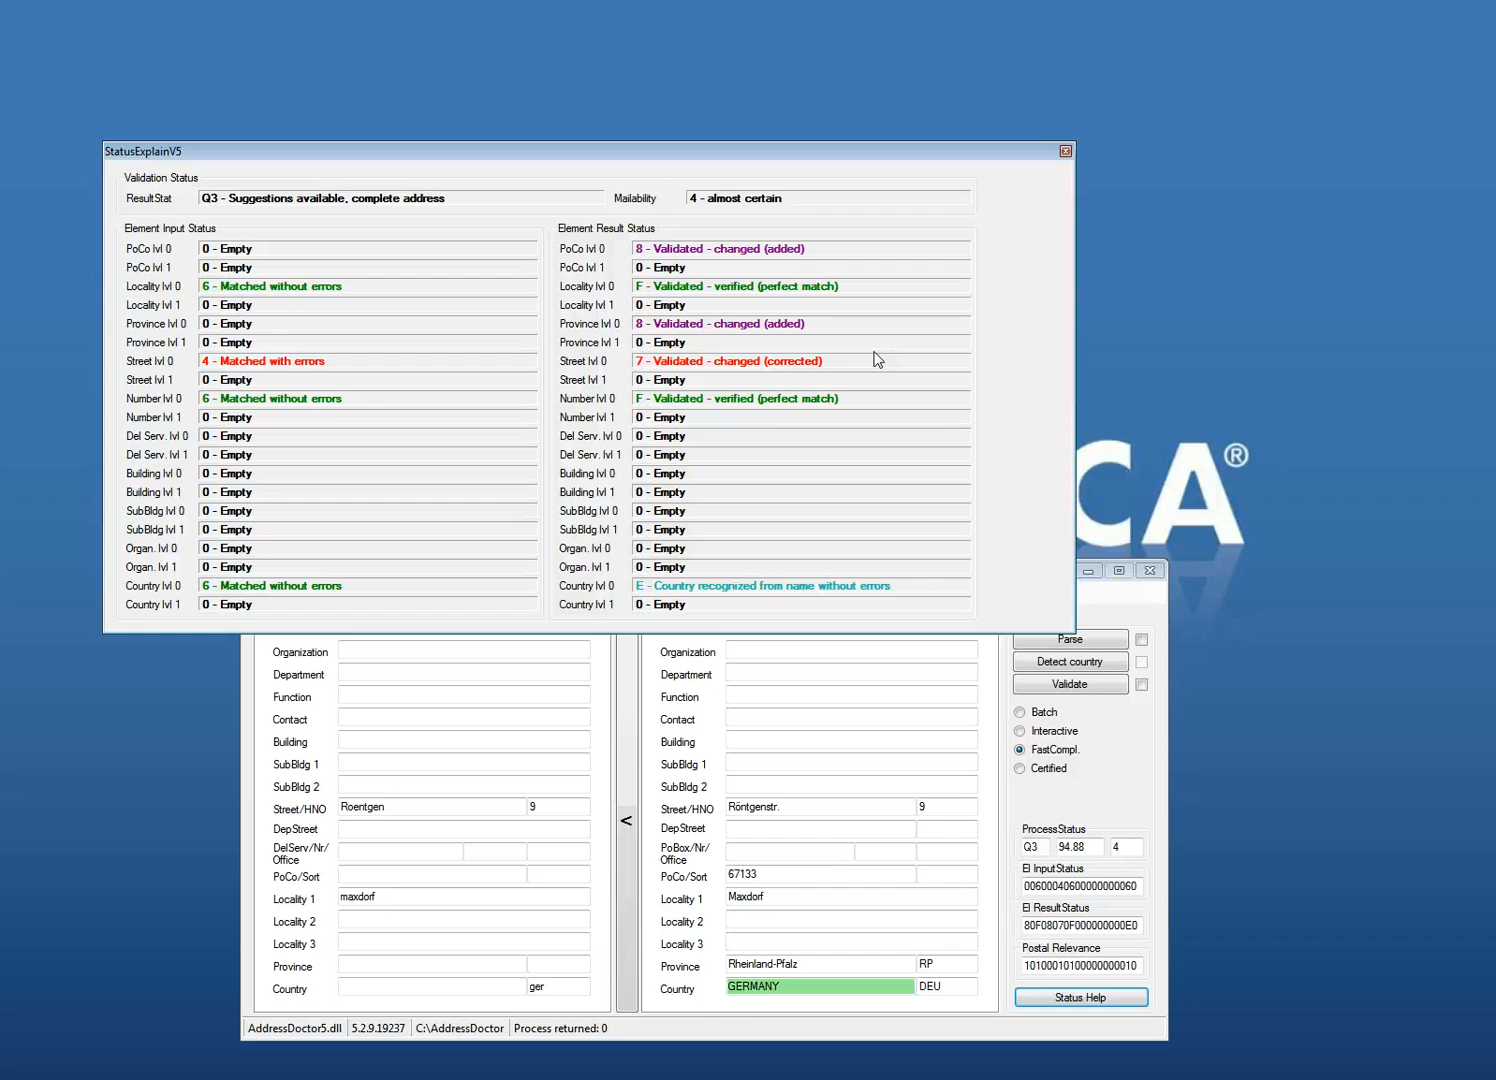 StatusExplainV5
Validation Status
ResultStat Q3 - Suggestions available, complete address Mailability 4 - almost certain
Element Input Status Element Result Status
PoCo lvl 0 0 - Empty PoCo lvl 0 8 - Validated - changed (added)
PoCo lvl 1 0 - Empty PoCo lvl 1 0 - Empty
Locality lvl 0 6 - Matched without errors Locality lvl 0 F - Validated - verified (perfect match)
Locality lvl 1 0 - Empty Locality lvl 1 0 - Empty
Province lvl 0 0 - Empty Province lvl 0 8 - Validated - changed (added)
Province lvl 1 0 - Empty Province lvl 1 0 - Empty
Street lvl 0 4 - Matched with errors Street lvl 0 7 - Validated - changed (corrected)
Street lvl 1 0 - Empty Street lvl 1 0 - Empty
Number lvl 0 6 - Matched without errors Number lvl 0 F - Validated - verified (perfect match)
Number lvl 1 0 - Empty Number lvl 1 0 - Empty
Del Serv. lvl 0 0 - Empty Del Serv. lvl 0 0 - Empty
Del Serv. lvl 1 0 - Empty Del Serv. lvl 1 0 - Empty
Building lvl 0 0 - Empty Building lvl 0 0 - Empty
Building lvl 1 0 - Empty Building lvl 1 0 - Empty
SubBldg lvl 0 0 - Empty SubBldg lvl 0 0 - Empty
SubBldg lvl 1 0 - Empty SubBldg lvl 1 0 - Empty
Organ. lvl 0 0 - Empty Organ. lvl 0 0 - Empty
Organ. lvl 1 0 - Empty Organ. lvl 1 0 - Empty
Country lvl 0 6 - Matched without errors Country lvl 0 E - Country recognized from name without errors
Country lvl 1 0 - Empty Country lvl 1 0 - Empty
CA®
Organization Organization Parse
Department Department Detect country
Function Function Validate
Contact Contact Batch
Building Building Interactive
SubBldg 1 SubBldg 1 FastCompl.
SubBldg 2 SubBldg 2 Certified
Street/HNO Roentgen 9 Street/HNO Röntgenstr. 9
<
DepStreet DepStreet ProcessStatus
DelServ/Nr/ PoBox/Nr/ Q3 94.88 4
Office Office
PoCo/Sort PoCo/Sort 67133 El InputStatus
00600040600000000060
Locality 1 maxdorf Locality 1 Maxdorf
El ResultStatus
Locality 2 Locality 2 80F08070F000000000E0
Locality 3 Locality 3 Postal Relevance
Province Province Rheinland-Pfalz RP 10100010100000000010
Country ger Country GERMANY DEU
Status Help
AddressDoctor5.dll 5.2.9.19237 C:\AddressDoctor Process returned: 0